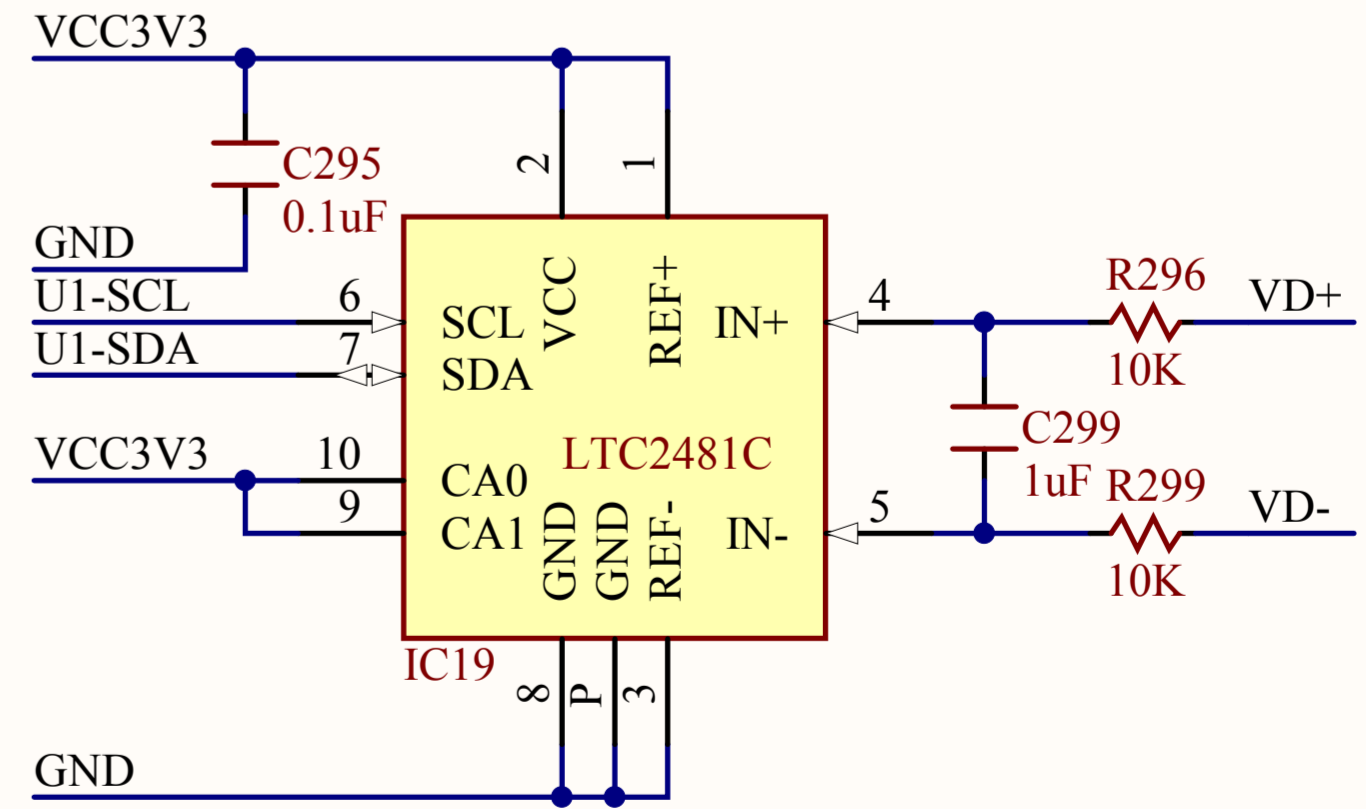 VCC3V3
2
1
C295
0.1uF
GND
U1-SCL
6
SCL
U1-SDA
7
SDA
VCC
REF+
IN+
4
R296
10K
VD+
C299
1uF
VCC3V3
10
CA0
9
CA1
LTC2481C
GND
GND
REF-
IN-
5
R299
10K
VD-
IC19
8
P
3
GND